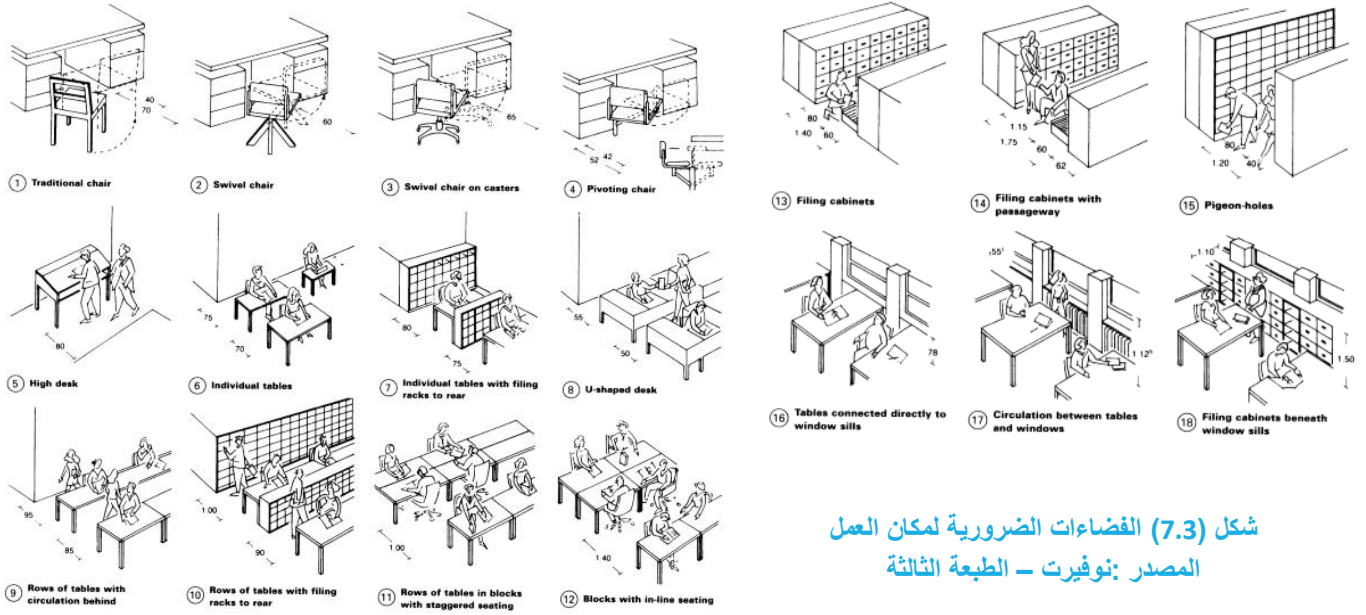 40
70
① Traditional chair
60
② Swivel chair
65
③ Swivel chair on casters
52 42
④ Pivoting chair
80
1.40 60
⑬ Filing cabinets
1.15
1.75 60
62
⑭ Filing cabinets with
passageway
80
1.20 40
⑮ Pigeon-holes
80
⑤ High desk
75
70
⑥ Individual tables
80
75
⑦ Individual tables with filing
racks to rear
55
50
⑧ U-shaped desk
78
⑯ Tables connected directly to
window sills
55¹
1.12⁵
⑰ Circulation between tables
and windows
1.10
1.50
⑱ Filing cabinets beneath
window sills
95
85
⑨ Rows of tables with
circulation behind
1.00
90
⑩ Rows of tables with filing
racks to rear
1.00
⑪ Rows of tables in blocks
with staggered seating
1.40
⑫ Blocks with in-line seating
شكل (7.3) الفضاءات الضرورية لمكان العمل
المصدر :نوفيرت – الطبعة الثالثة